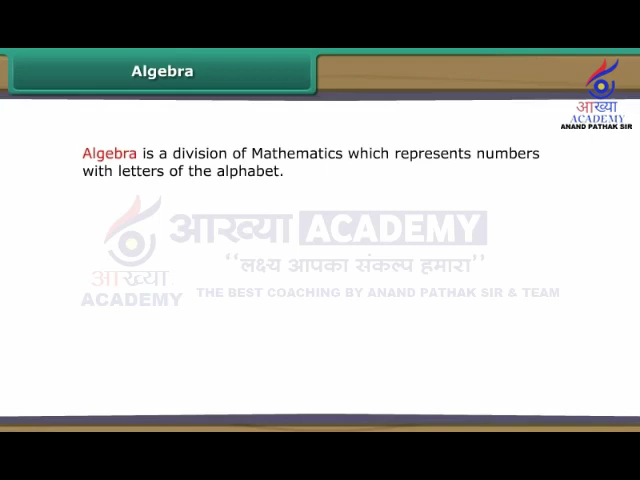 Algebra
आख्या
ACADEMY
ANAND PATHAK SIR
Algebra is a division of Mathematics which represents numbers
with letters of the alphabet.
आख्या ACADEMY
‘‘लक्ष्य आपका संकल्प हमारा’’
आख्या
ACADEMY
THE BEST COACHING BY ANAND PATHAK SIR & TEAM